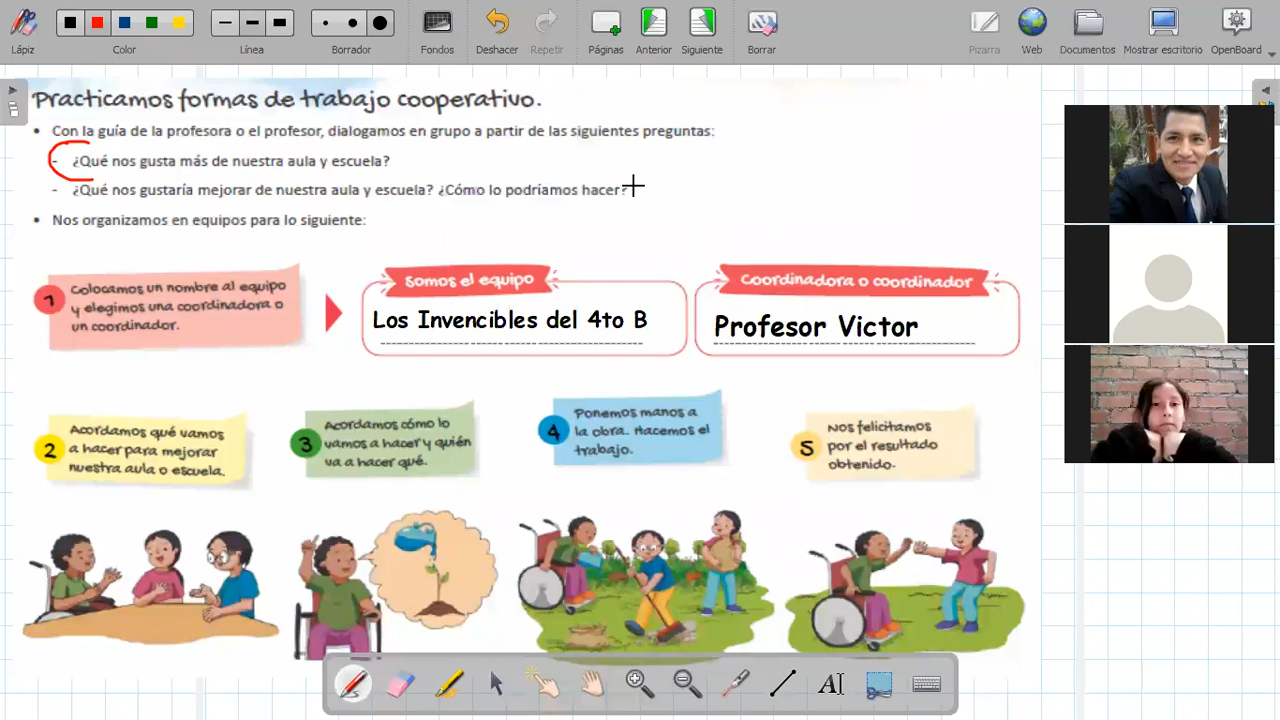 Lápiz
Color
Línea
Borrador
Fondos
Deshacer
Repetir
Páginas
Anterior
Siguiente
Borrar
Pizarra
Web
Documentos
Mostrar escritorio
OpenBoard
Practicamos formas de trabajo cooperativo.
• Con la guía de la profesora o el profesor, dialogamos en grupo a partir de las siguientes preguntas:
- ¿Qué nos gusta más de nuestra aula y escuela?
- ¿Qué nos gustaría mejorar de nuestra aula y escuela? ¿Cómo lo podríamos hacer?
• Nos organizamos en equipos para lo siguiente:
1
Colocamos un nombre al equipo
y elegimos una coordinadora o
un coordinador.
Somos el equipo
Los Invencibles del 4to B
Coordinadora o coordinador
Profesor Victor
2
Acordamos qué vamos
a hacer para mejorar
nuestra aula o escuela.
3
Acordamos cómo lo
vamos a hacer y quién
va a hacer qué.
4
Ponemos manos a
la obra. Hacemos el
trabajo.
5
Nos felicitamos
por el resultado
obtenido.